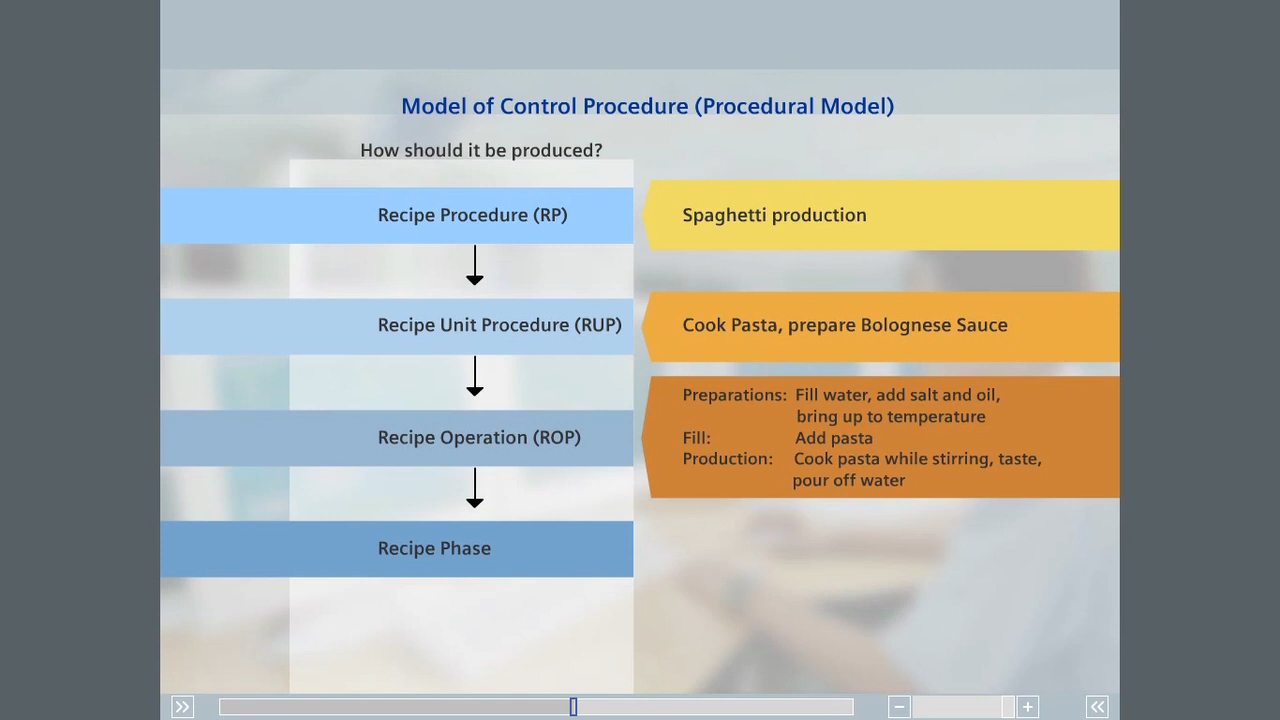 Model of Control Procedure (Procedural Model)
How should it be produced?
Recipe Procedure (RP)
Spaghetti production
Recipe Unit Procedure (RUP)
Cook Pasta, prepare Bolognese Sauce
Recipe Operation (ROP)
Preparations: Fill water, add salt and oil,
bring up to temperature
Fill: Add pasta
Production: Cook pasta while stirring, taste,
pour off water
Recipe Phase